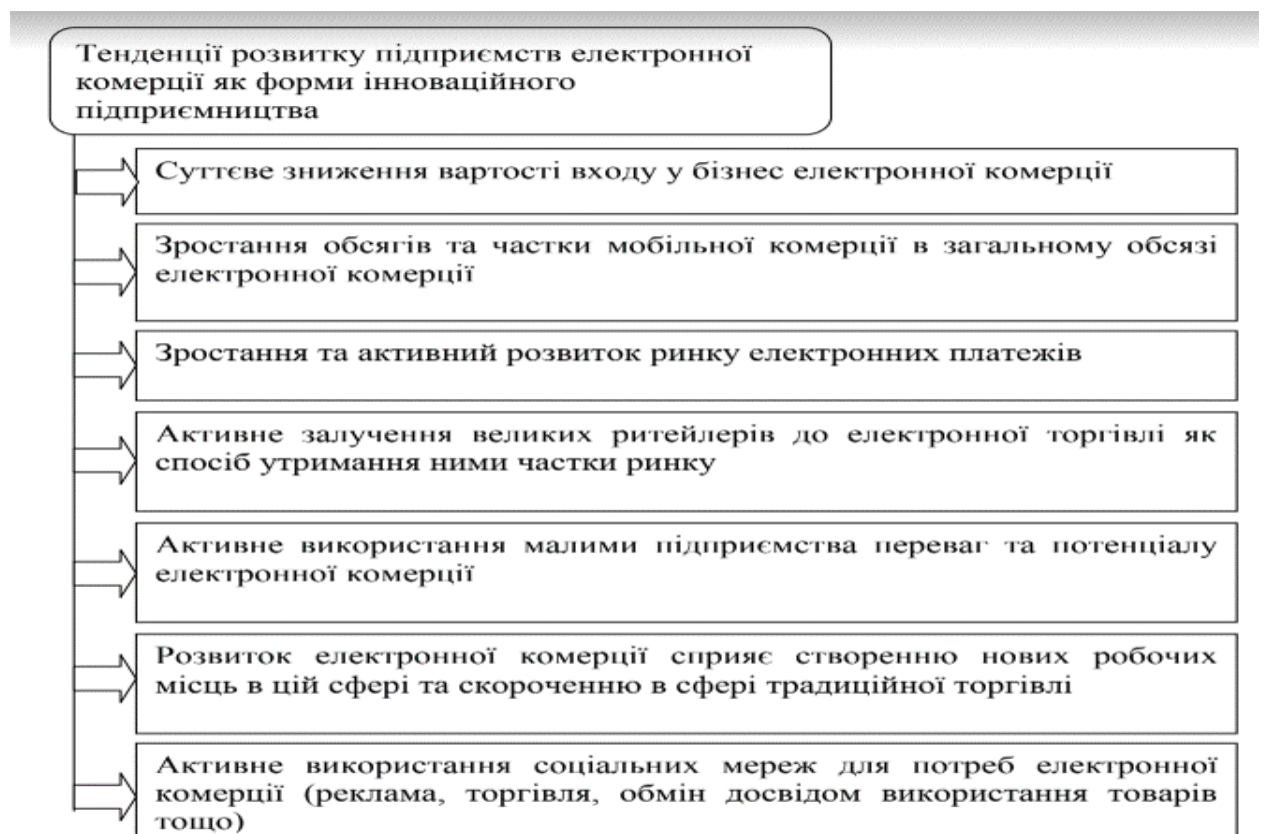 Тенденції розвитку підприємств електронної
комерції як форми інноваційного
підприємництва
Суттєве зниження вартості входу у бізнес електронної комерції
Зростання обсягів та частки мобільної комерції в загальному обсязі
електронної комерції
Зростання та активний розвиток ринку електронних платежів
Активне залучення великих ритейлерів до електронної торгівлі як
спосіб утримання ними частки ринку
Активне використання малими підприємства переваг та потенціалу
електронної комерції
Розвиток електронної комерції сприяє створенню нових робочих
місць в цій сфері та скороченню в сфері традиційної торгівлі
Активне використання соціальних мереж для потреб електронної
комерції (реклама, торгівля, обмін досвідом використання товарів
тощо)